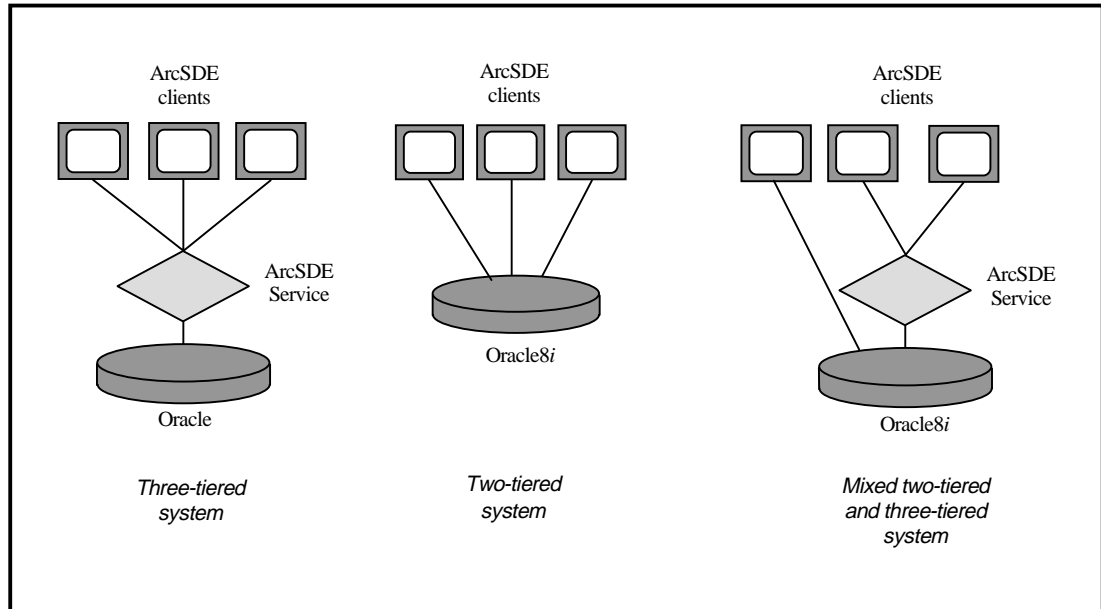 ArcSDE
clients
ArcSDE
Service
Oracle
Three-tiered
system
ArcSDE
clients
Oracle8i
Two-tiered
system
ArcSDE
clients
ArcSDE
Service
Oracle8i
Mixed two-tiered
and three-tiered
system